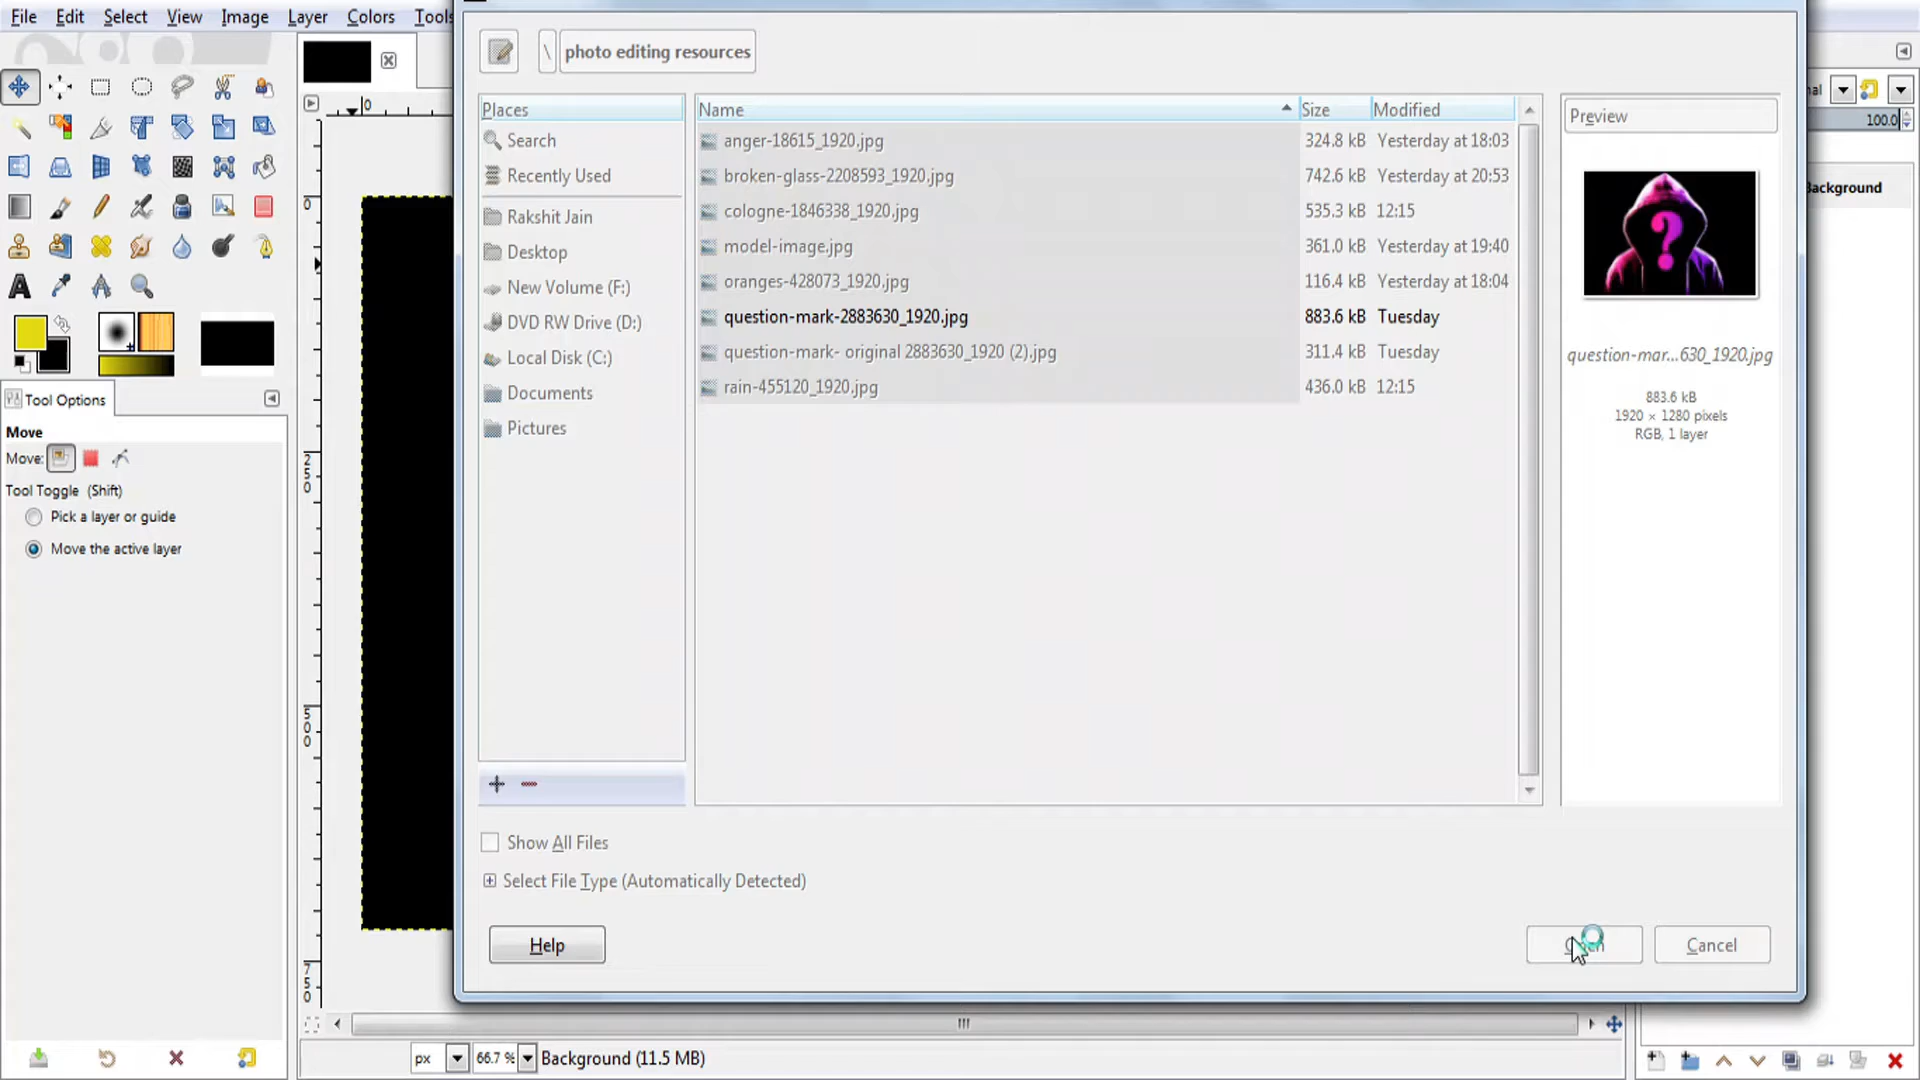 File Edit Select View Image Layer Colors Tools
photo editing resources
Places
Search
Recently Used
Rakshit Jain
Desktop
New Volume (F:)
DVD RW Drive (D:)
Local Disk (C:)
Documents
Pictures
Name Size Modified
anger-18615_1920.jpg 324.8 kB Yesterday at 18:03
broken-glass-2208593_1920.jpg 742.6 kB Yesterday at 20:53
cologne-1846338_1920.jpg 535.3 kB 12:15
model-image.jpg 361.0 kB Yesterday at 19:40
oranges-428073_1920.jpg 116.4 kB Yesterday at 18:04
question-mark-2883630_1920.jpg 883.6 kB Tuesday
question-mark- original 2883630_1920 (2).jpg 311.4 kB Tuesday
rain-455120_1920.jpg 436.0 kB 12:15
Preview
?
question-mar...630_1920.jpg
883.6 kB
1920 × 1280 pixels
RGB, 1 layer
100.0
Background
Tool Options
Move
Move:
Tool Toggle (Shift)
Pick a layer or guide
Move the active layer
0
0
250
500
750
Show All Files
Select File Type (Automatically Detected)
Help
Cancel
px 66.7 % Background (11.5 MB)